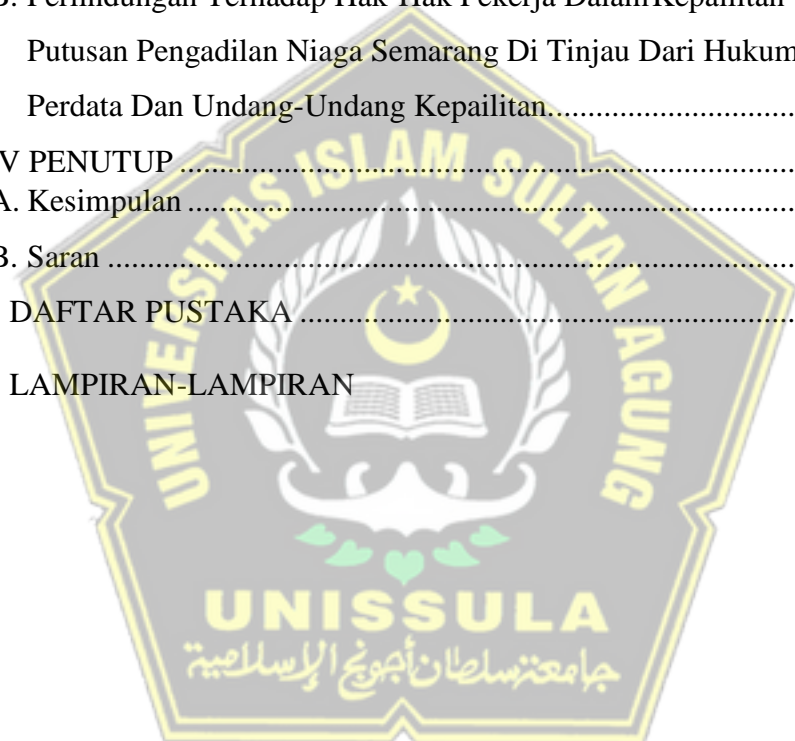 B. Perlindungan Terhadap Hak-Hak Pekerja Dalam Kepailitan
Putusan Pengadilan Niaga Semarang Di Tinjau Dari Hukum
Perdata Dan Undang-Undang Kepailitan..............................
V PENUTUP ..............................................................
A. Kesimpulan ..............................................................
B. Saran ......................................................................
DAFTAR PUSTAKA ..................................................
LAMPIRAN-LAMPIRAN
UNIVERSITAS ISLAM SULTAN AGUNG
UNISSULA
جامعة سلطان أجونج الإسلامية